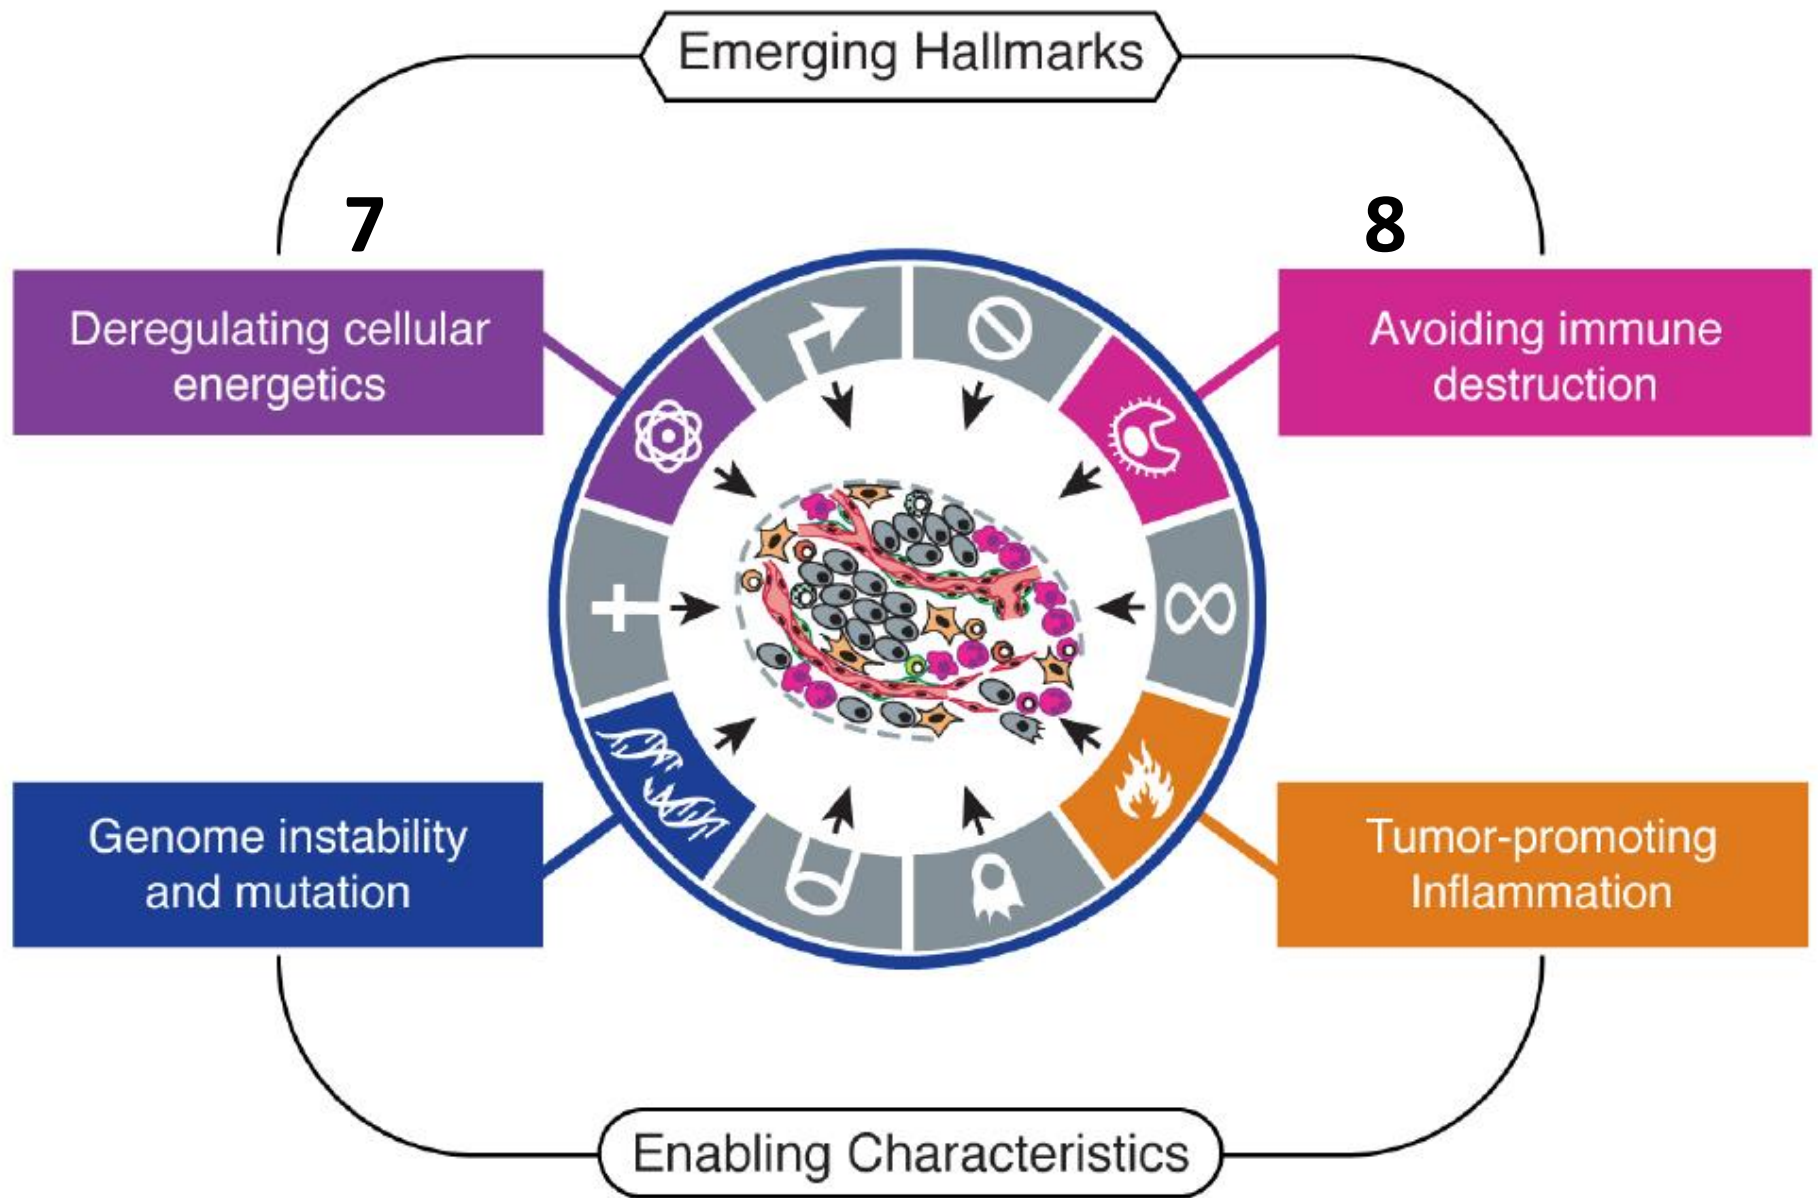 Emerging Hallmarks
7
8
Deregulating cellular
energetics
Avoiding immune
destruction
Genome instability
and mutation
Tumor-promoting
Inflammation
Enabling Characteristics